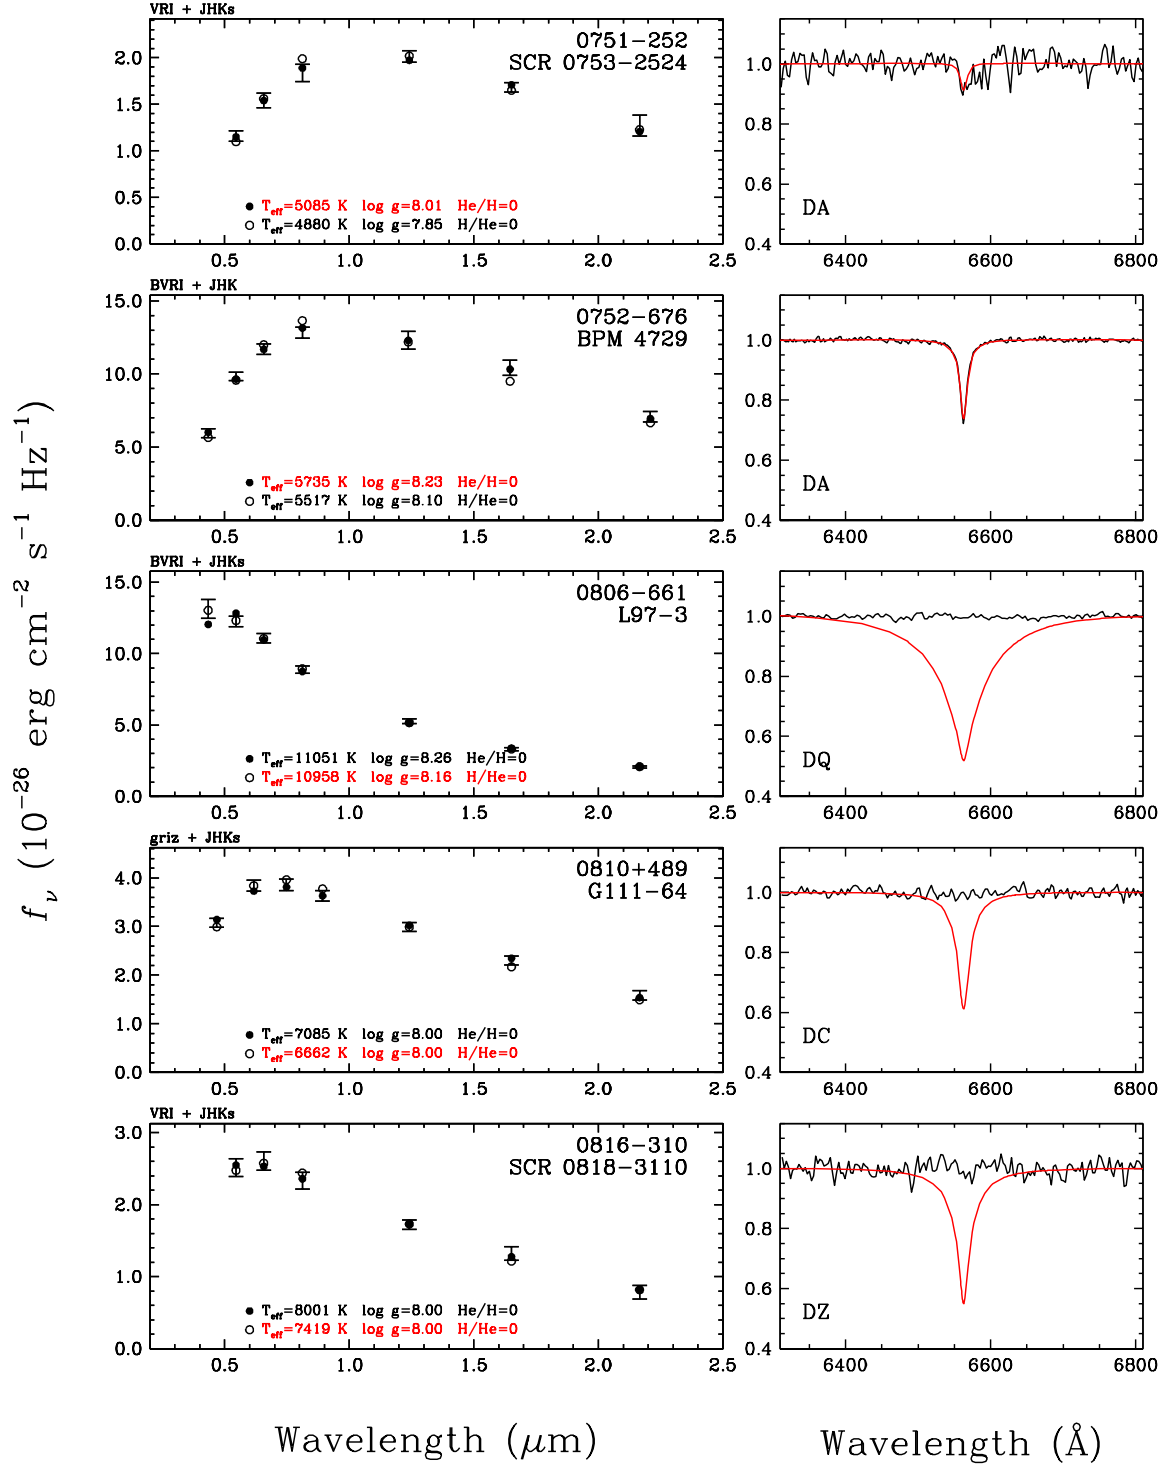 VRI + JHKs
0751−252
SCR 0753−2524
T_eff=5085 K log g=8.01 He/H=0
T_eff=4880 K log g=7.85 H/He=0
2.0
1.5
1.0
0.5
0.0
0.5 1.0 1.5 2.0 2.5
DA
1.0
0.8
0.6
0.4
6400 6600 6800
BVRI + JHK
0752−676
BPM 4729
T_eff=5735 K log g=8.23 He/H=0
T_eff=5517 K log g=8.10 H/He=0
15.0
10.0
5.0
0.0
0.5 1.0 1.5 2.0 2.5
DA
1.0
0.8
0.6
0.4
6400 6600 6800
BVRI + JHKs
0806−661
L97−3
T_eff=11051 K log g=8.26 He/H=0
T_eff=10958 K log g=8.16 H/He=0
15.0
10.0
5.0
0.0
0.5 1.0 1.5 2.0 2.5
DQ
1.0
0.8
0.6
0.4
6400 6600 6800
griz + JHKs
0810+489
G111−64
T_eff=7085 K log g=8.00 He/H=0
T_eff=6662 K log g=8.00 H/He=0
4.0
3.0
2.0
1.0
0.0
0.5 1.0 1.5 2.0 2.5
DC
1.0
0.8
0.6
0.4
6400 6600 6800
VRI + JHKs
0816−310
SCR 0818−3110
T_eff=8001 K log g=8.00 He/H=0
T_eff=7419 K log g=8.00 H/He=0
3.0
2.0
1.0
0.0
0.5 1.0 1.5 2.0 2.5
DZ
1.0
0.8
0.6
0.4
6400 6600 6800
f_ν (10⁻²⁶ erg cm⁻² s⁻¹ Hz⁻¹)
Wavelength (μm)
Wavelength (Å)